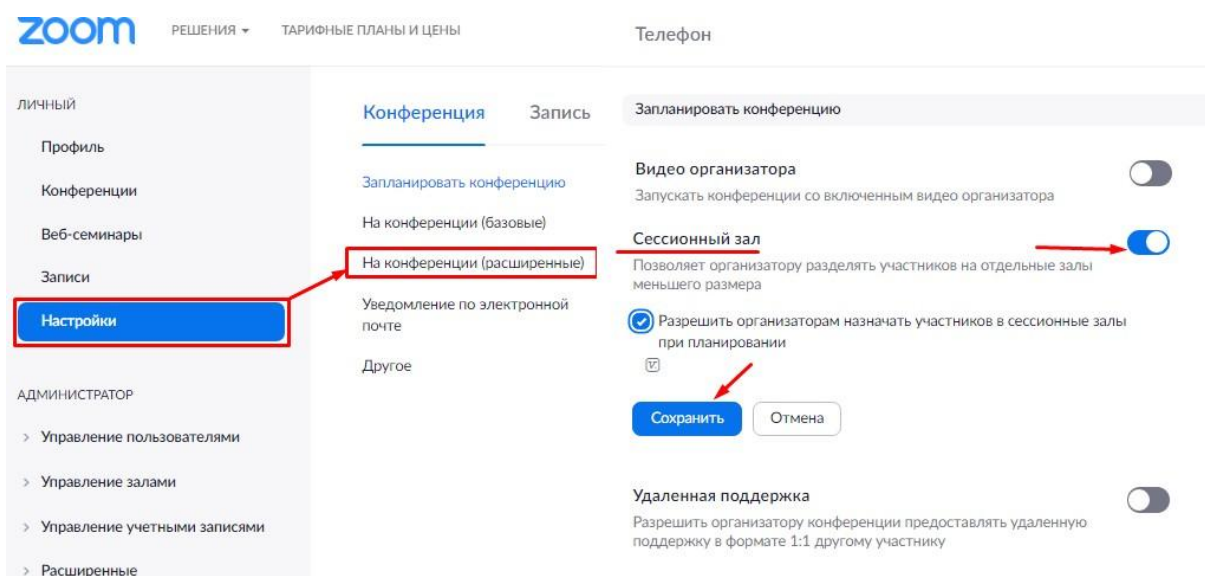 zoom РЕШЕНИЯ ТАРИФНЫЕ ПЛАНЫ И ЦЕНЫ
Телефон
ЛИЧНЫЙ
Профиль
Конференции
Веб-семинары
Записи
Настройки
АДМИНИСТРАТОР
Управление пользователями
Управление залами
Управление учетными записями
Расширенные
Конференция Запись
Запланировать конференцию
На конференции (базовые)
На конференции (расширенные)
Уведомление по электронной
почте
Другое
Запланировать конференцию
Видео организатора
Запускать конференции со включенным видео организатора
Сессионный зал
Позволяет организатору разделять участников на отдельные залы
меньшего размера
Разрешить организаторам назначать участников в сессионные залы
при планировании
Сохранить Отмена
Удаленная поддержка
Разрешить организатору конференции предоставлять удаленную
поддержку в формате 1:1 другому участнику